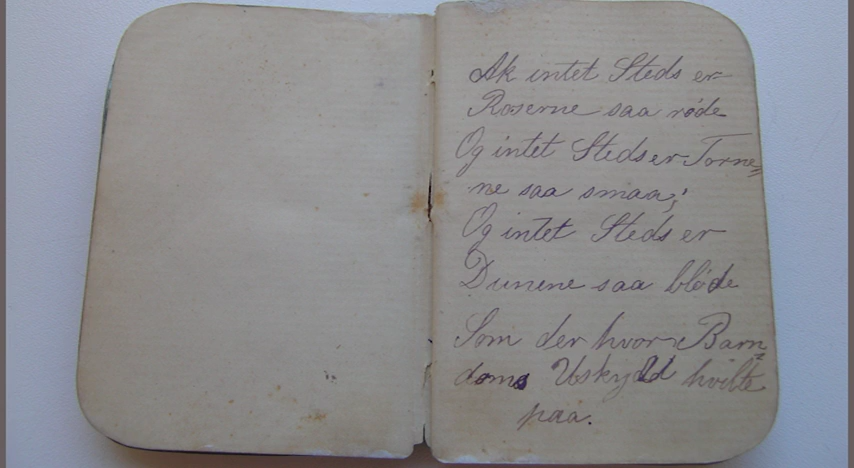 Ak intet Steds er
Roserne saa røde
Og intet Steds er Torne=
ne saa smaa;
Og intet Steds er
Dunene saa bløde
Som der hvor Barn=
doms Uskyld hvilte
paa.